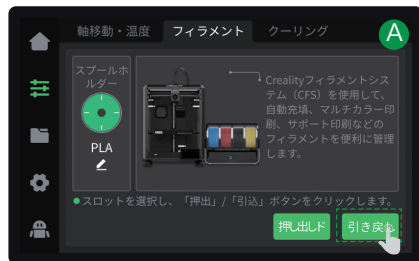 軸移動・温度 フィラメント クーリング
A
スプールホ
ルダー
PLA
Crealityフィラメントシス
テム（CFS）を使用して、
自動充填、マルチカラー印
刷、サポート印刷などの
フィラメントを便利に管理
します。
スロットを選択し、「押出」/「引込」ボタンをクリックします。
押し出しド 引き戻し